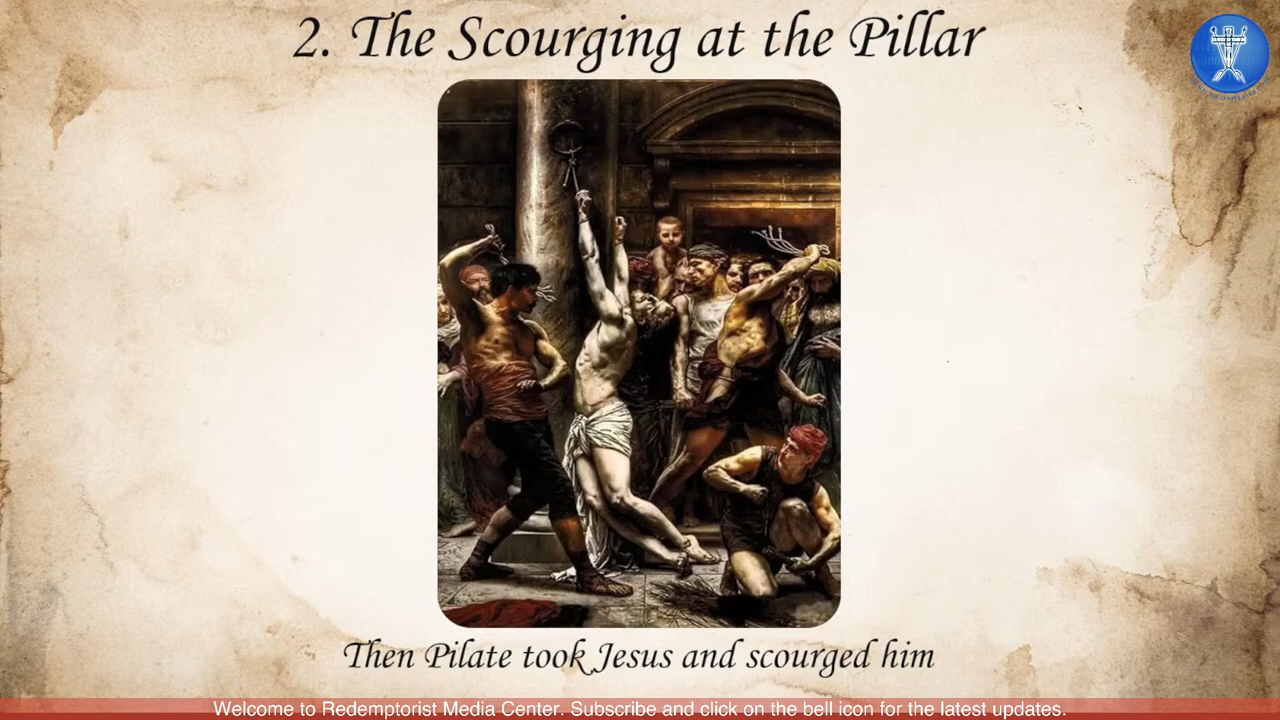 2. The Scourging at the Pillar
Then Pilate took Jesus and scourged him
Welcome to Redemptorist Media Center. Subscribe and click on the bell icon for the latest updates.